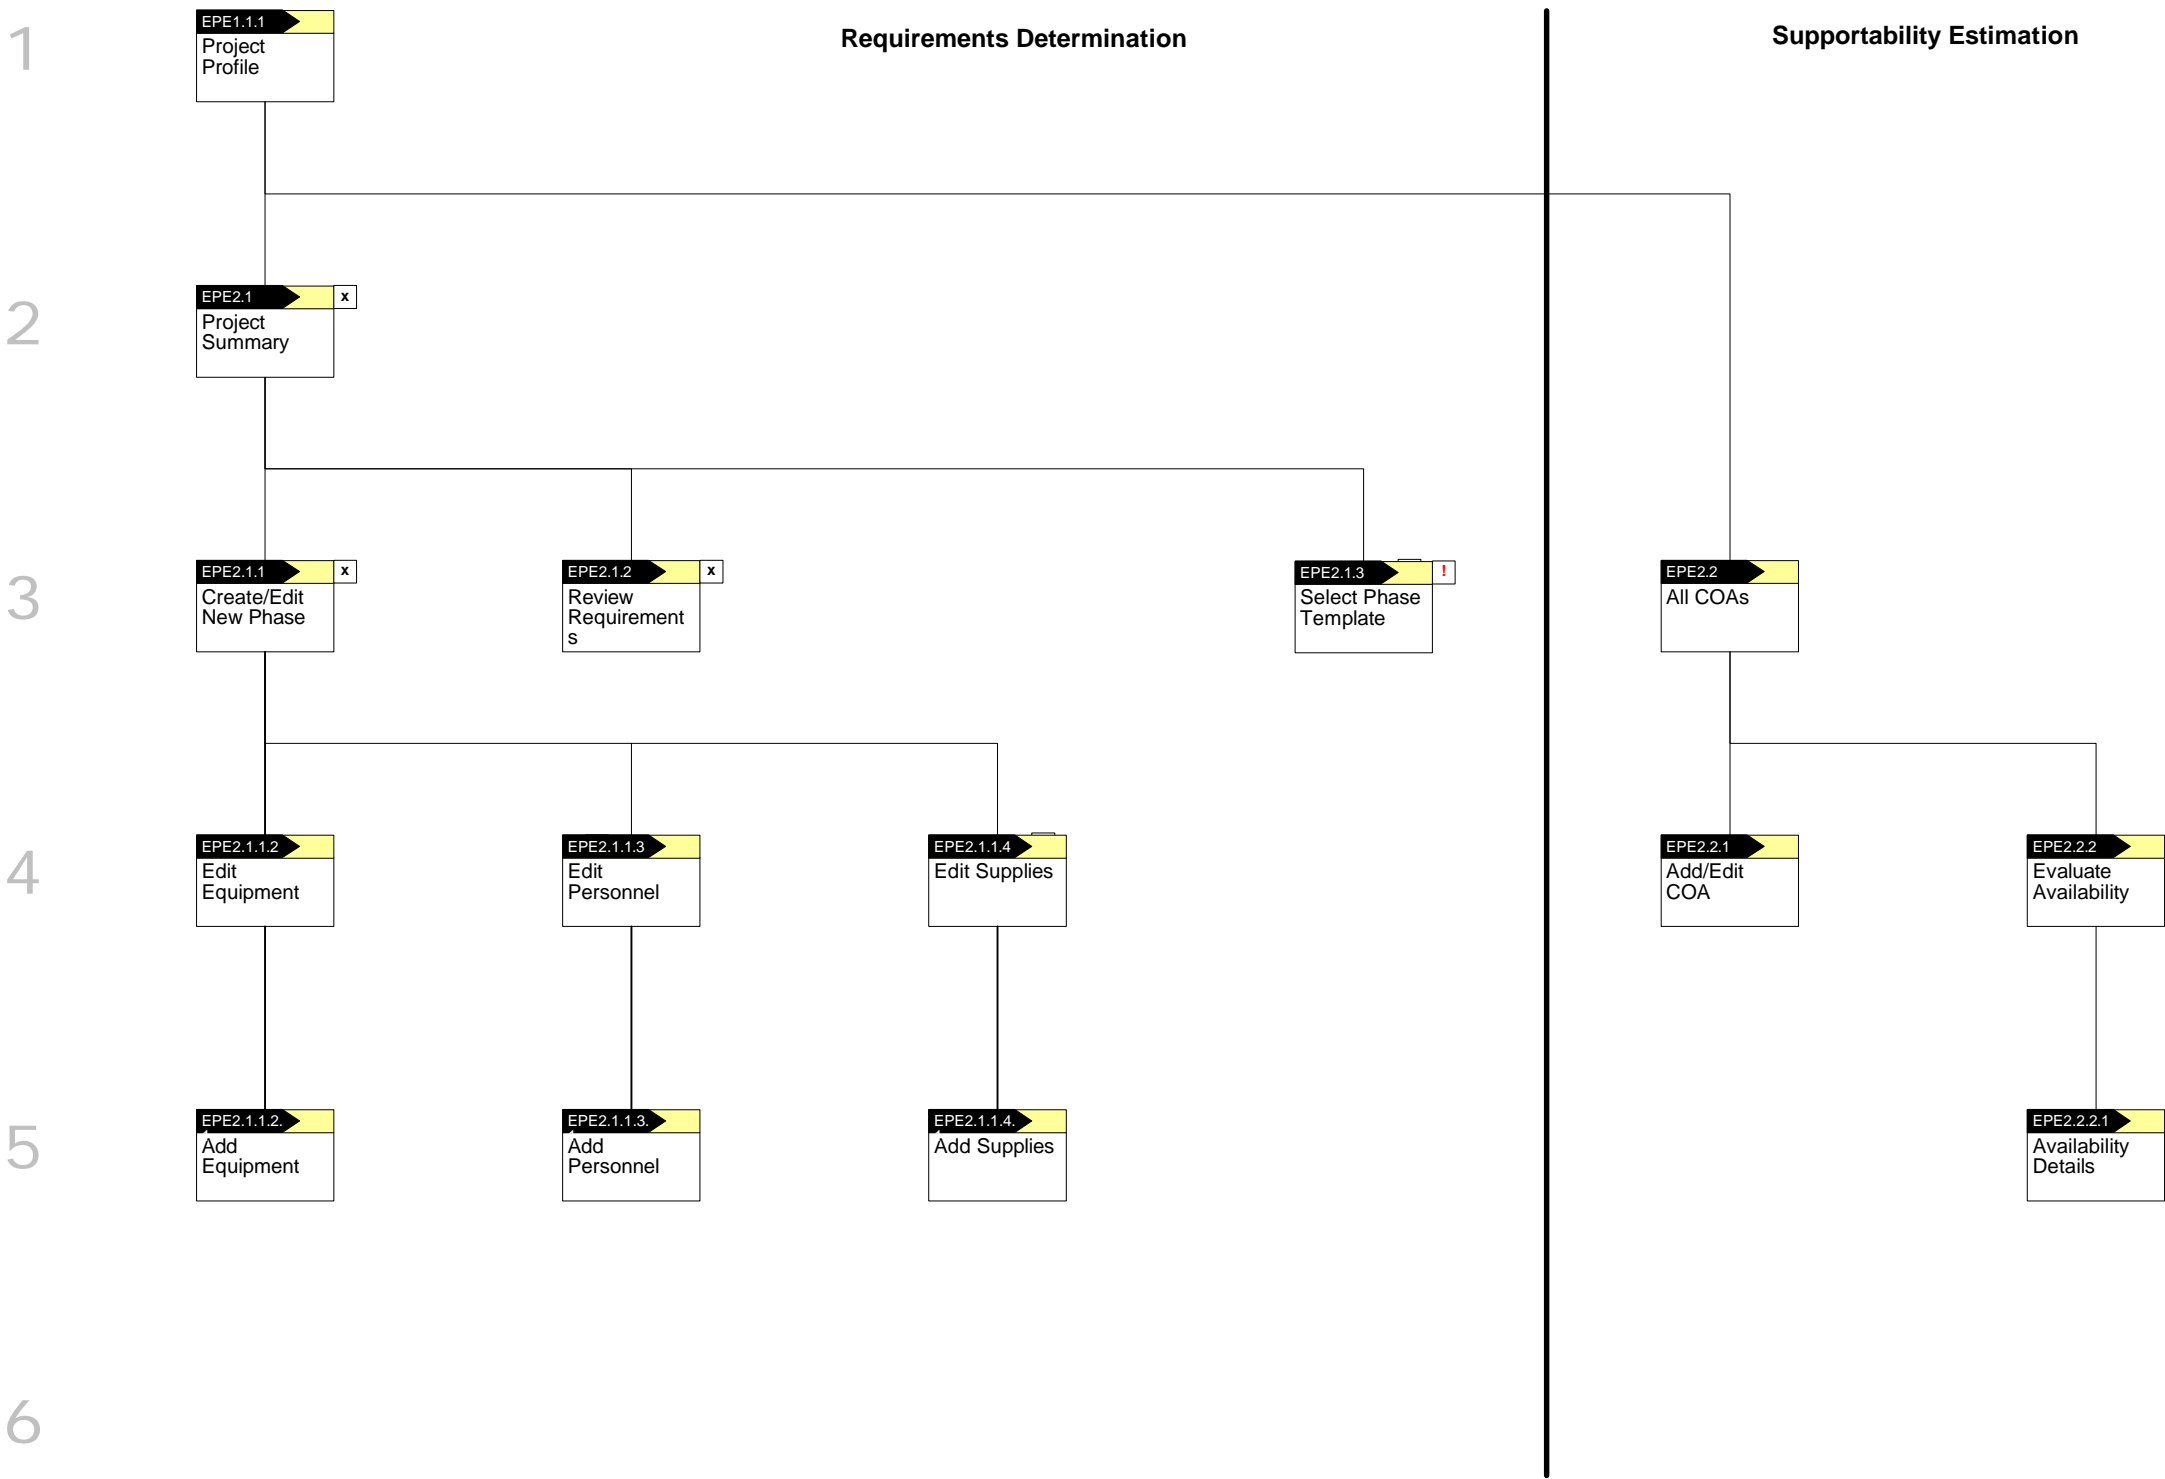 1
EPE1.1.1
Project
Profile
Requirements Determination
Supportability Estimation
2
EPE2.1
x
Project
Summary
3
EPE2.1.1
x
Create/Edit
New Phase
EPE2.1.2
x
Review
Requirement
s
EPE2.1.3
!
Select Phase
Template
EPE2.2
All COAs
4
EPE2.1.1.2
Edit
Equipment
EPE2.1.1.3
Edit
Personnel
EPE2.1.1.4
Edit Supplies
EPE2.2.1
Add/Edit
COA
EPE2.2.2
Evaluate
Availability
5
EPE2.1.1.2.
Add
Equipment
EPE2.1.1.3.
Add
Personnel
EPE2.1.1.4.
Add Supplies
EPE2.2.2.1
Availability
Details
6